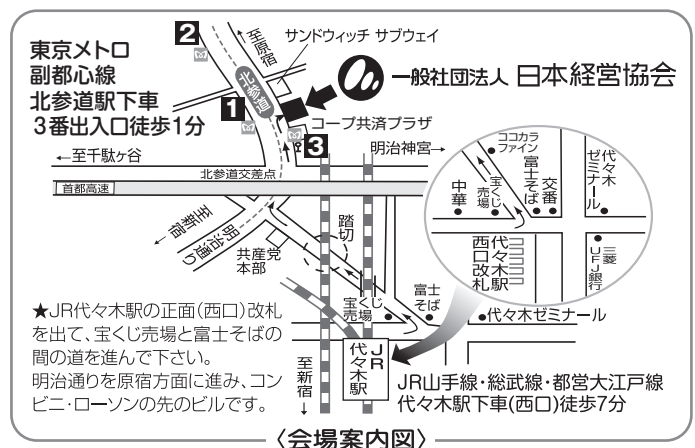 東京メトロ
副都心線
北参道駅下車
3番出入口徒歩1分
2
至原宿
サンドウィッチ サブウェイ
北参道
一般社団法人 日本経営協会
1
コープ共済プラザ
3
明治神宮→
←至千駄ヶ谷
北参道交差点
首都高速
至新宿
明治通り
共産党
本部
踏切
ココカラ
ファイン
代々木
ゼミナール
富士そば
交番
宝くじ
売場
中華
代々木駅
西口改札
三菱
UFJ銀行
★JR代々木駅の正面(西口)改札
を出て、宝くじ売場と富士そばの
間の道を進んで下さい。
明治通りを原宿方面に進み、コン
ビニ・ローソンの先のビルです。
宝くじ
売場
富士
そば
代々木ゼミナール
至新宿
JR
代々木駅
JR山手線・総武線・都営大江戸線
代々木駅下車(西口)徒歩7分
〈会場案内図〉